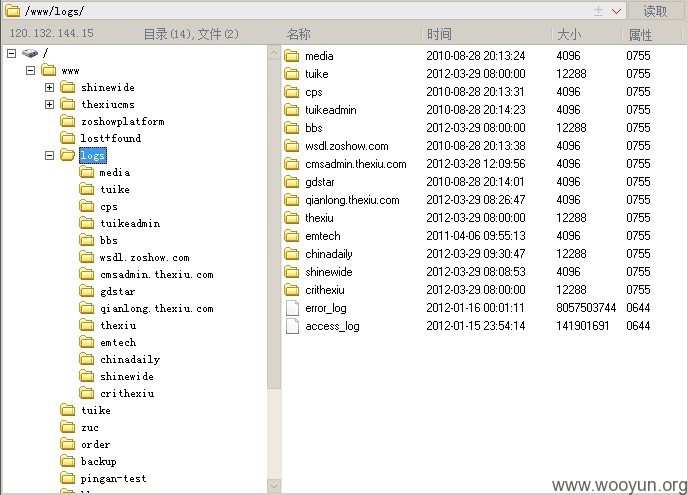 /www/logs/ 读取
120.132.144.15 目录(14),文件(2) 名称 时间 大小 属性
/
www
shinewide
thexiucms
zoshowplatform
lost+found
logs
media
tuike
cps
tuikeadmin
bbs
wsdl.zoshow.com
cmsadmin.thexiu.com
gdstar
qianlong.thexiu.com
thexiu
emtech
chinadaily
shinewide
crithexiu
tuike
zuc
order
backup
pingan-test
media 2010-08-28 20:13:24 4096 0755
tuike 2012-03-29 08:00:00 12288 0755
cps 2010-08-28 20:13:31 4096 0755
tuikeadmin 2010-08-28 20:14:23 4096 0755
bbs 2012-03-29 08:00:00 12288 0755
wsdl.zoshow.com 2010-08-28 20:13:38 4096 0755
cmsadmin.thexiu.com 2012-03-28 12:09:56 4096 0755
gdstar 2010-08-28 20:14:01 4096 0755
qianlong.thexiu.com 2012-03-29 08:26:47 4096 0755
thexiu 2012-03-29 08:00:00 12288 0755
emtech 2011-04-06 09:55:13 4096 0755
chinadaily 2012-03-29 09:30:47 12288 0755
shinewide 2012-03-29 08:08:53 4096 0755
crithexiu 2012-03-29 08:00:00 12288 0755
error_log 2012-01-16 00:01:11 8057503744 0644
access_log 2012-01-15 23:54:14 141901691 0644
www.wooyun.org